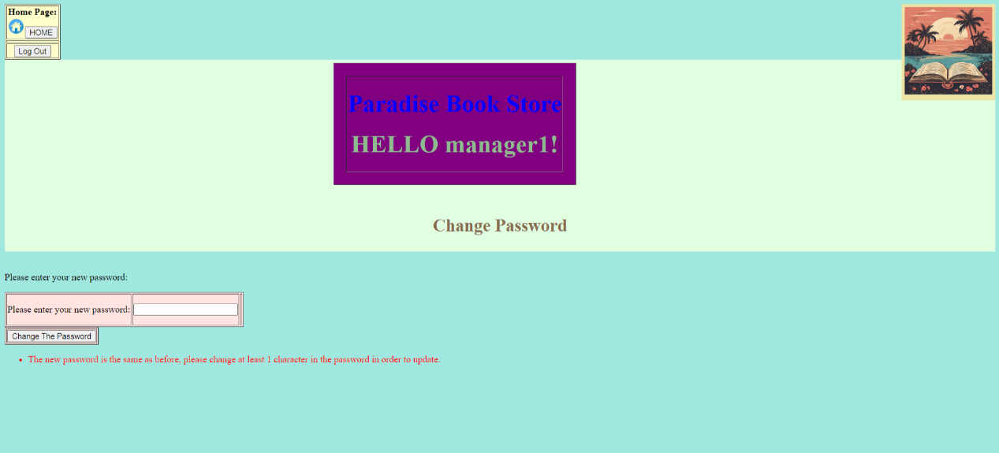 Home Page:
HOME
Log Out
Paradise Book Store
HELLO manager1!
Change Password
Please enter your new password:
Please enter your new password:
Change The Password
The new password is the same as before, please change at least 1 character in the password in order to update.